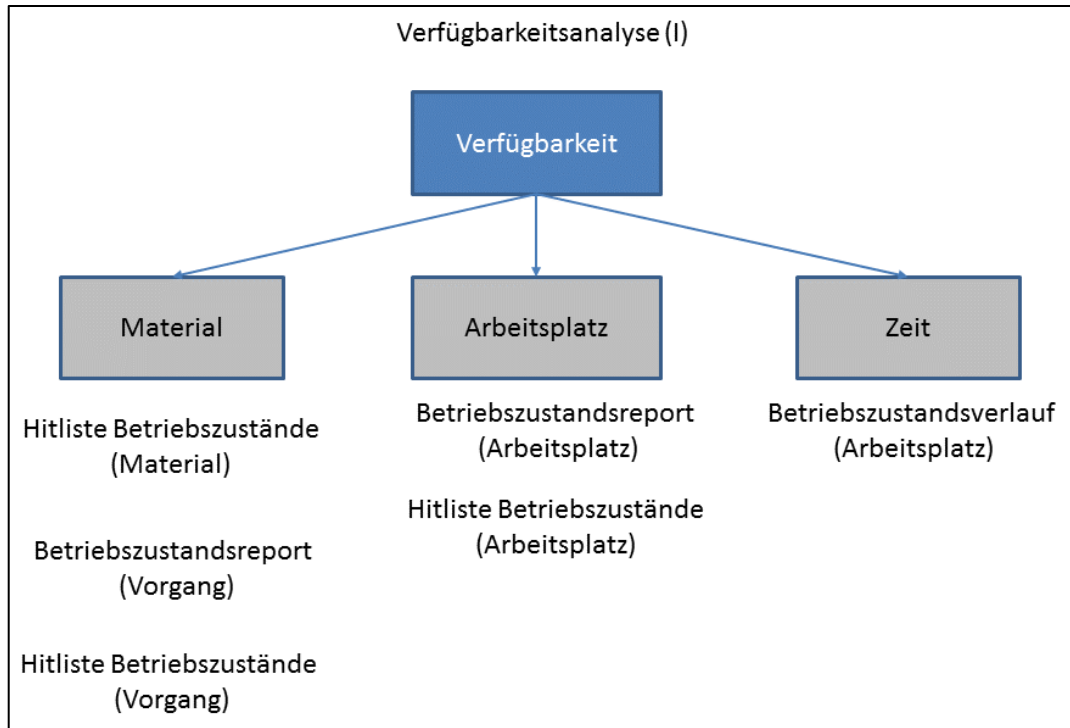 Verfügbarkeitsanalyse (I)
Verfügbarkeit
Material
Arbeitsplatz
Zeit
Hitliste Betriebszustände
(Material)
Betriebszustandsreport
(Vorgang)
Hitliste Betriebszustände
(Vorgang)
Betriebszustandsreport
(Arbeitsplatz)
Hitliste Betriebszustände
(Arbeitsplatz)
Betriebszustandsverlauf
(Arbeitsplatz)